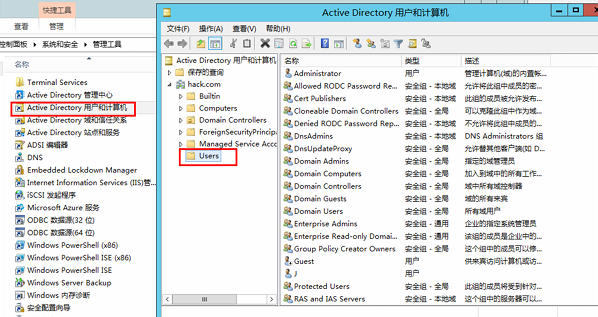 快捷工具
查看
管理
控制面板 ▸ 系统和安全 ▸ 管理工具
名称
Terminal Services
Active Directory 管理中心
Active Directory 用户和计算机
Active Directory 域和信任关系
Active Directory 站点和服务
ADSI 编辑器
DNS
Embedded Lockdown Manager
Internet Information Services (IIS)管...
iSCSI 发起程序
Microsoft Azure 服务
ODBC 数据源(32 位)
ODBC 数据源(64 位)
Windows PowerShell (x86)
Windows PowerShell ISE (x86)
Windows PowerShell ISE
Windows Server Backup
Windows 内存诊断
安全配置向导
Active Directory 用户和计算机
文件(F) 操作(A) 查看(V) 帮助(H)
Active Directory 用户和计算机
保存的查询
hack.com
Builtin
Computers
Domain Controllers
ForeignSecurityPrincipa
Managed Service Acco
Users
名称 类型 描述
Administrator 用户 管理计算机(域)的内置帐...
Allowed RODC Password Re... 安全组 - 本地域 允许将此组中成员的密...
Cert Publishers 安全组 - 本地域 此组的成员被允许发布...
Cloneable Domain Controllers 安全组 - 全局 可以克隆此组中作为域...
Denied RODC Password Re... 安全组 - 本地域 不允许将此组中成员的...
DnsAdmins 安全组 - 本地域 DNS Administrators 组
DnsUpdateProxy 安全组 - 全局 允许替其他客户端(如 D...
Domain Admins 安全组 - 全局 指定的域管理员
Domain Computers 安全组 - 全局 加入到域中的所有工作...
Domain Controllers 安全组 - 全局 域中所有域控制器
Domain Guests 安全组 - 全局 域的所有来宾
Domain Users 安全组 - 全局 所有域用户
Enterprise Admins 安全组 - 通用 企业的指定系统管理员
Enterprise Read-only Domain... 安全组 - 通用 该组的成员是企业中的...
Group Policy Creator Owners 安全组 - 全局 这个组中的成员可以修...
Guest 用户 供来宾访问计算机或访...
J 用户
Protected Users 安全组 - 全局 此组的成员将受到针对...
RAS and IAS Servers 安全组 - 本地域 这个组中的服务器可以...